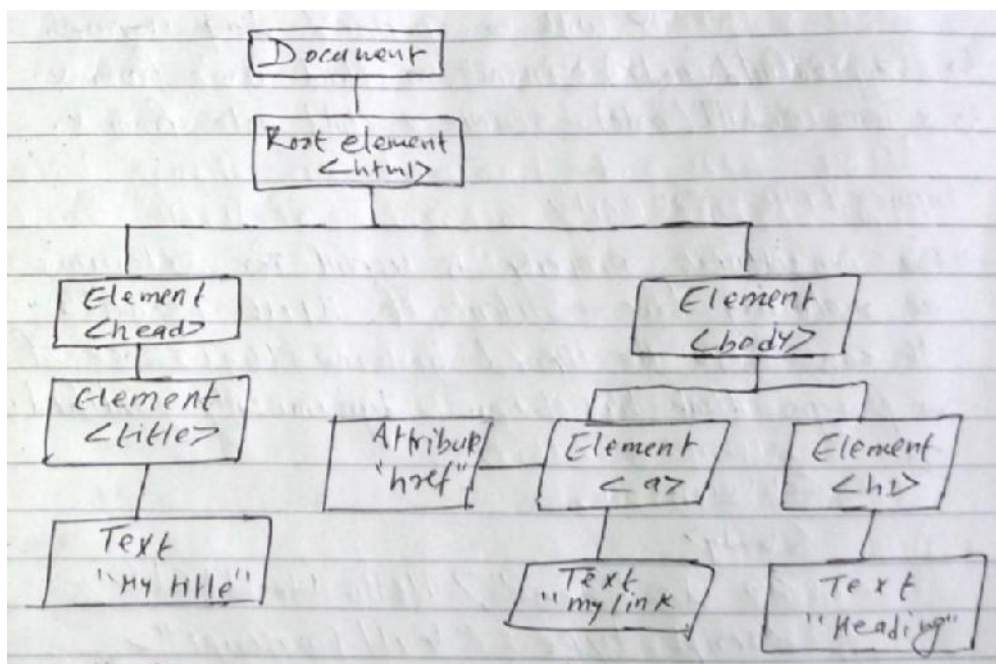 Document
Root element
<html>
Element
<head>
Element
<body>
Element
<title>
Attribute
"href"
Element
<a>
Element
<h1>
Text
"My title"
Text
"my link
Text
"Heading"